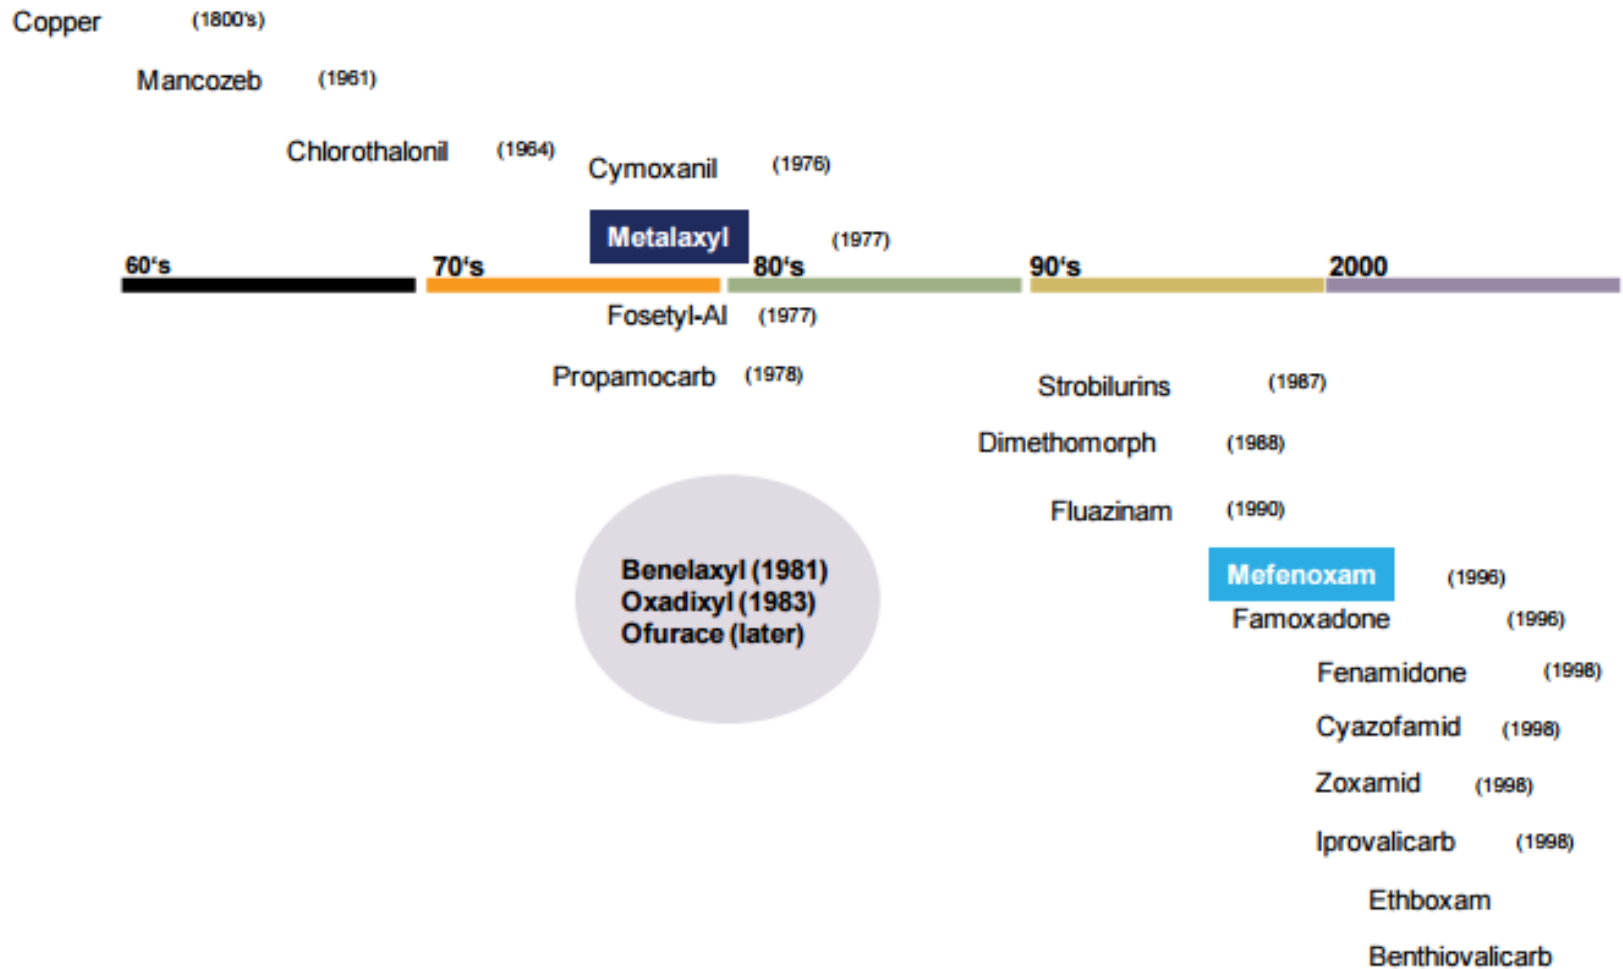 Copper (1800's)
Mancozeb (1961)
Chlorothalonil (1964)
Cymoxanil (1976)
Metalaxyl (1977)
60's 70's 80's 90's 2000
Fosetyl-Al (1977)
Propamocarb (1978)
Strobilurins (1987)
Dimethomorph (1988)
Fluazinam (1990)
Benelaxyl (1981)
Oxadixyl (1983)
Ofurace (later)
Mefenoxam (1996)
Famoxadone (1996)
Fenamidone (1998)
Cyazofamid (1998)
Zoxamid (1998)
Iprovalicarb (1998)
Ethboxam
Benthiovalicarb